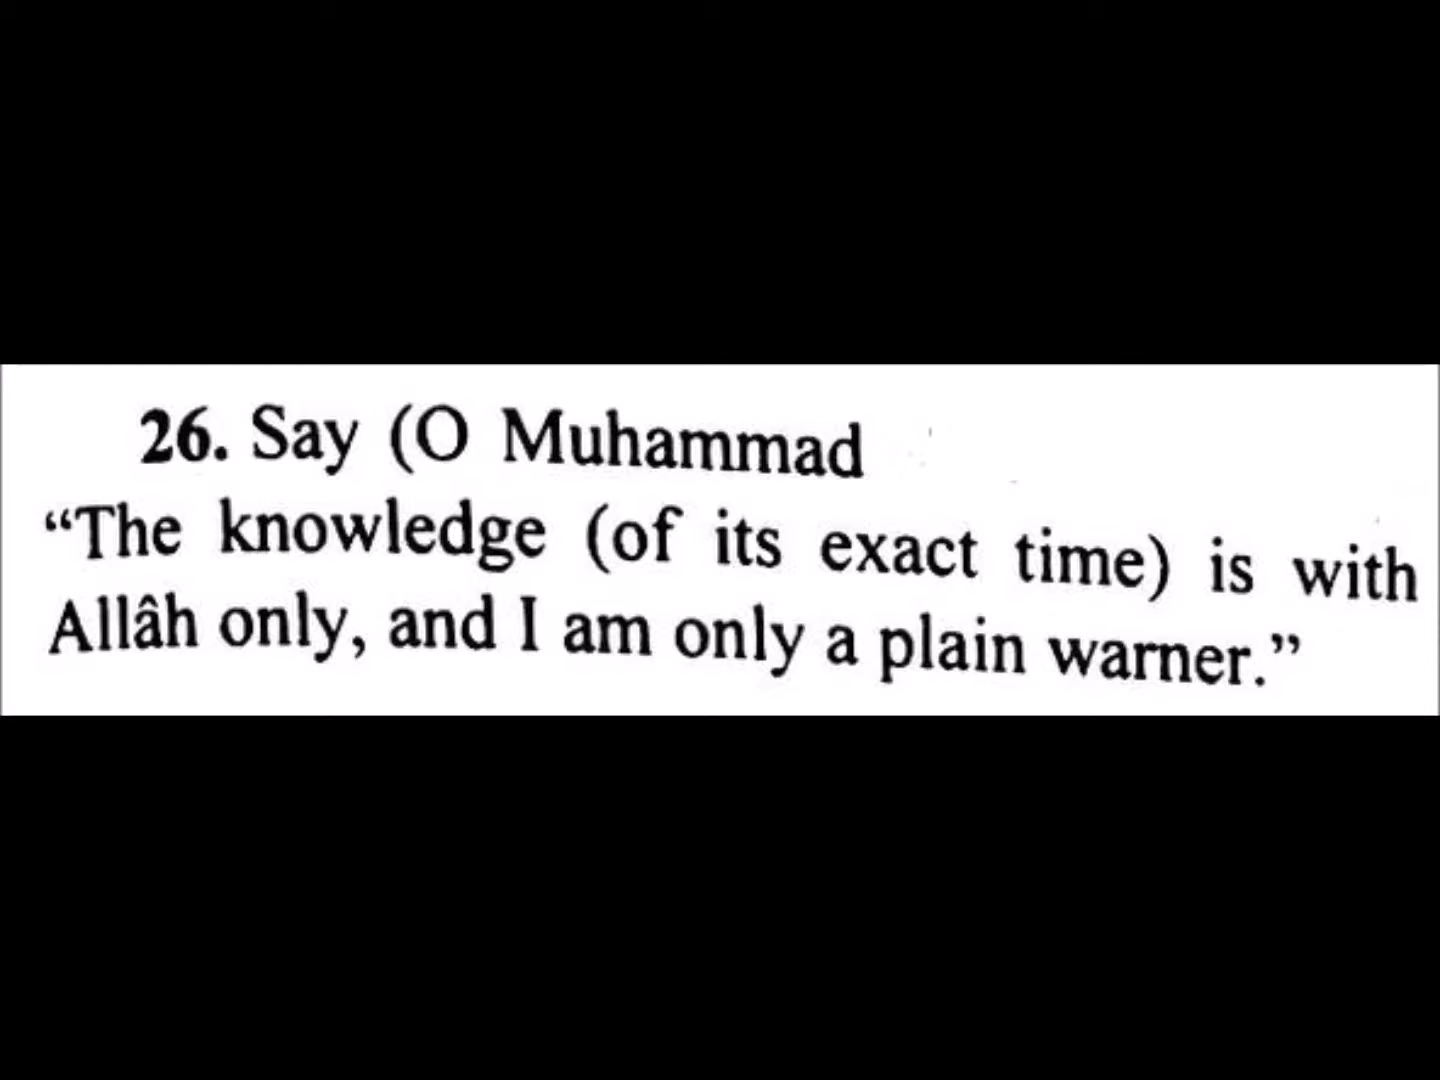 26. Say (O Muhammad
“The knowledge (of its exact time) is with
Allâh only, and I am only a plain warner.”